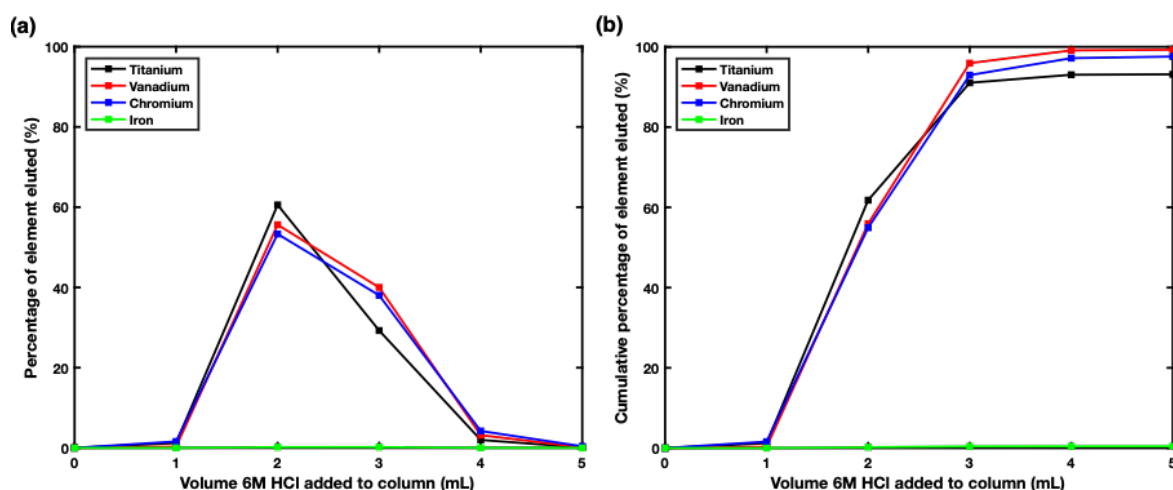 (a)
Percentage of element eluted (%)
100
80
60
40
20
0
Titanium
Vanadium
Chromium
Iron
0 1 2 3 4 5
Volume 6M HCl added to column (mL)
(b)
Cumulative percentage of element eluted (%)
100
80
60
40
20
0
Titanium
Vanadium
Chromium
Iron
0 1 2 3 4 5
Volume 6M HCl added to column (mL)